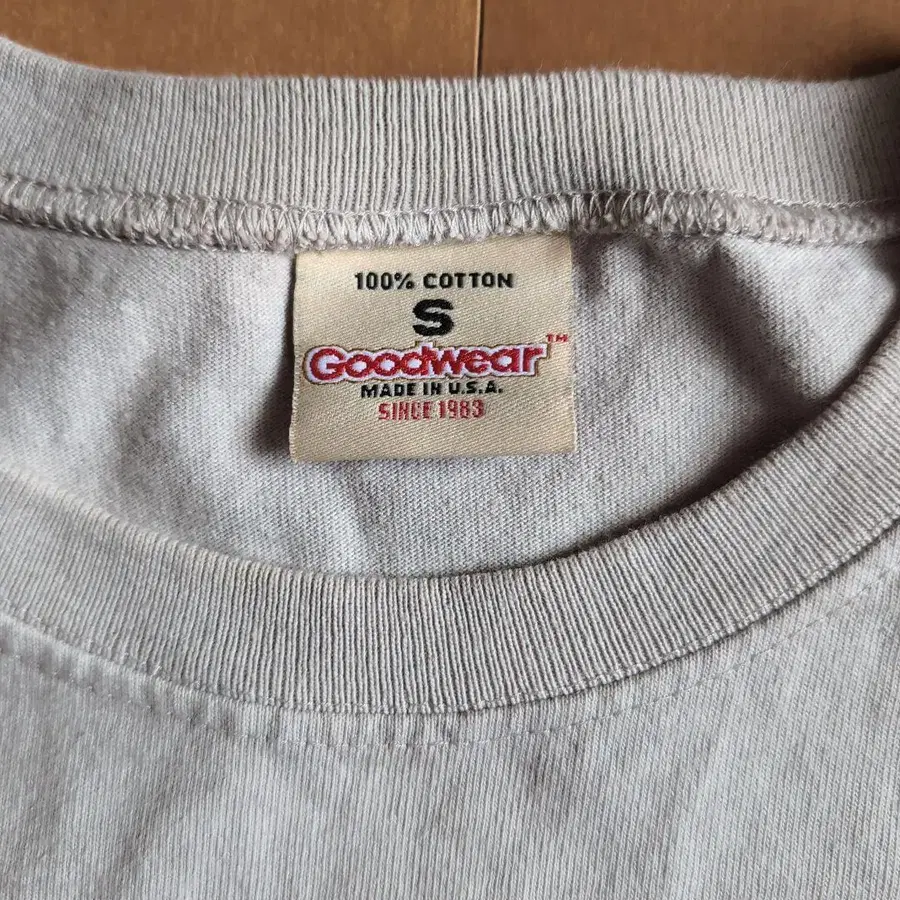 100% COTTON
S
Goodwear™
MADE IN U.S.A.
SINCE 1983